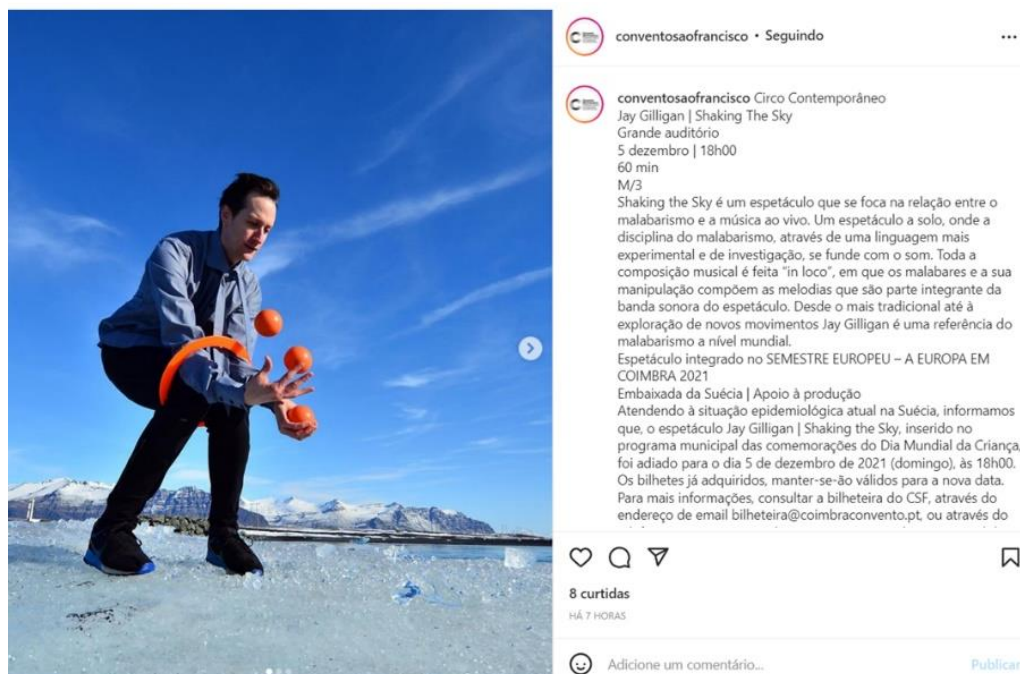 conventosaofrancisco • Seguindo
conventosaofrancisco Circo Contemporâneo
Jay Gilligan | Shaking The Sky
Grande auditório
5 dezembro | 18h00
60 min
M/3
Shaking the Sky é um espetáculo que se foca na relação entre o
malabarismo e a música ao vivo. Um espetáculo a solo, onde a
disciplina do malabarismo, através de uma linguagem mais
experimental e de investigação, se funde com o som. Toda a
composição musical é feita “in loco”, em que os malabares e a sua
manipulação compõem as melodias que são parte integrante da
banda sonora do espetáculo. Desde o mais tradicional até à
exploração de novos movimentos Jay Gilligan é uma referência do
malabarismo a nível mundial.
Espetáculo integrado no SEMESTRE EUROPEU – A EUROPA EM
COIMBRA 2021
Embaixada da Suécia | Apoio à produção
Atendendo à situação epidemiológica atual na Suécia, informamos
que, o espetáculo Jay Gilligan | Shaking the Sky, inserido no
programa municipal das comemorações do Dia Mundial da Criança,
foi adiado para o dia 5 de dezembro de 2021 (domingo), às 18h00.
Os bilhetes já adquiridos, manter-se-ão válidos para a nova data.
Para mais informações, consultar a bilheteira do CSF, através do
endereço de email bilheteira@coimbraconvento.pt, ou através do
8 curtidas
HÁ 7 HORAS
Adicione um comentário... Publicar